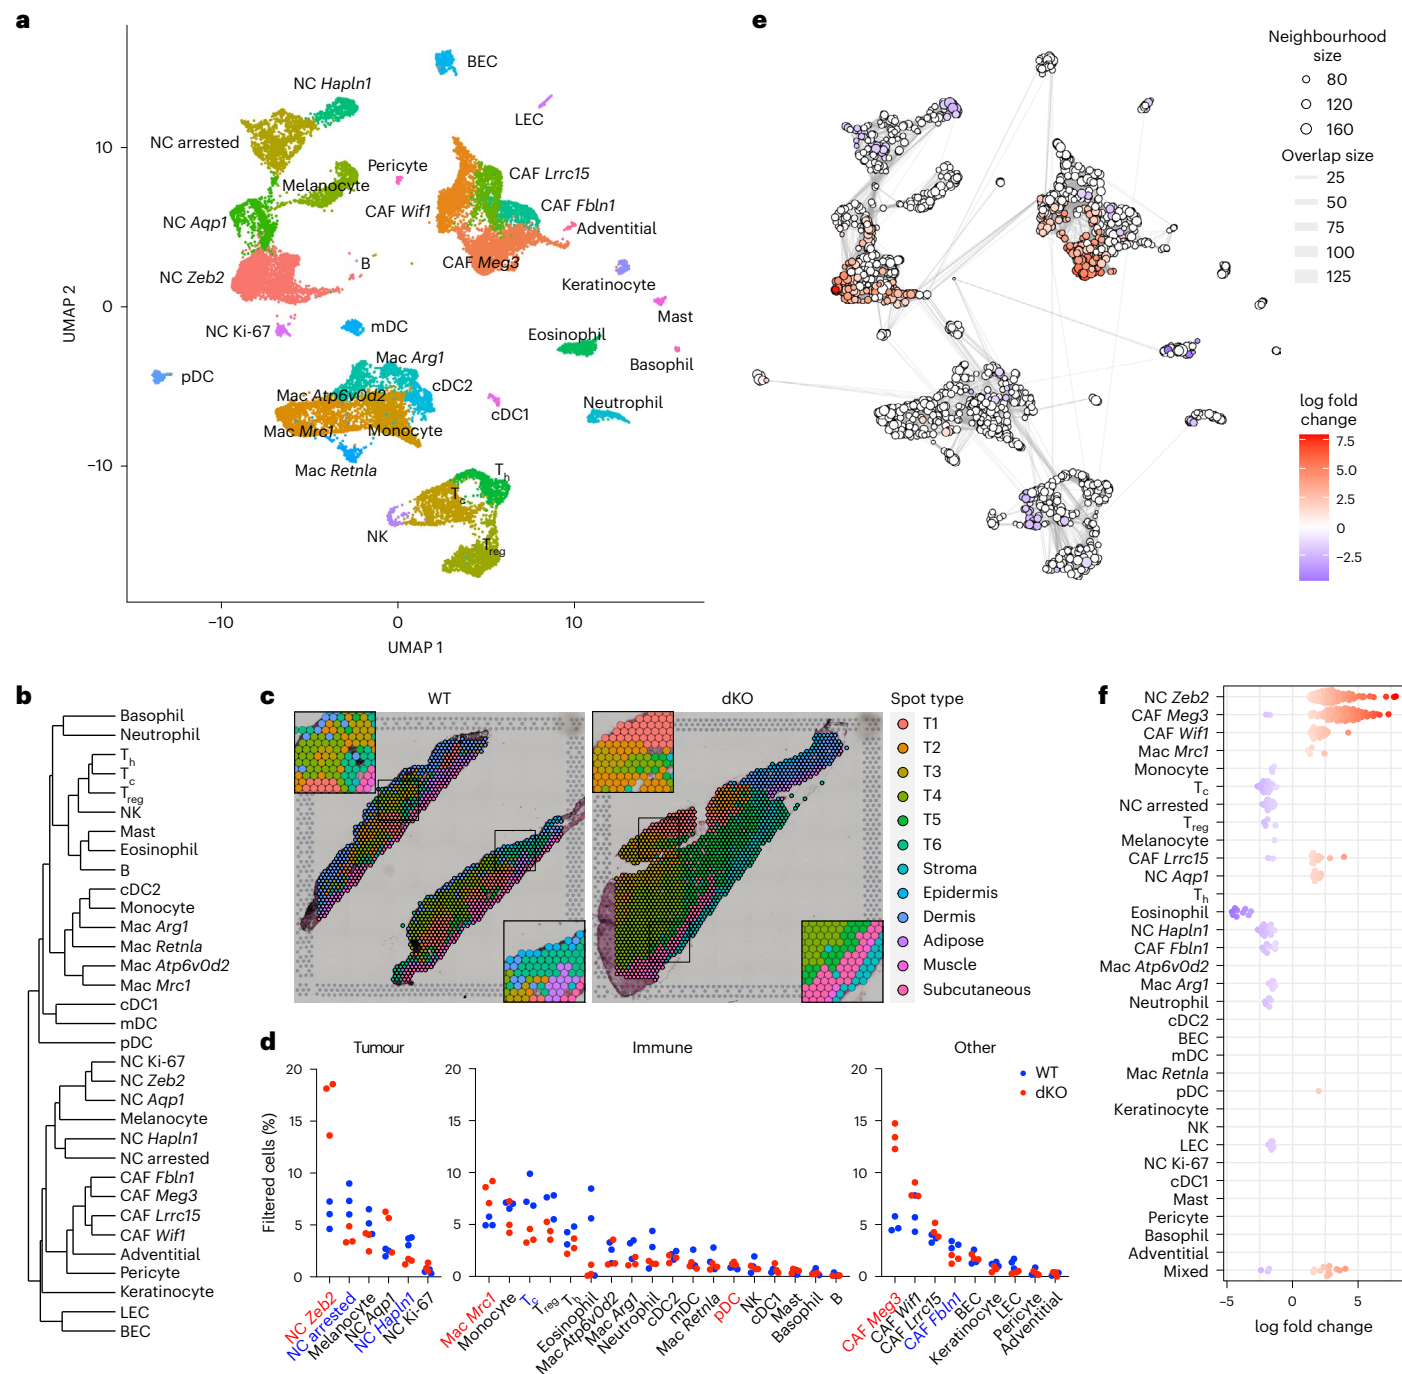 a
BEC
NC Hapln1
LEC
NC arrested
10
Pericyte
CAF Lrrc15
Melanocyte
CAF Wif1
CAF Fbln1
NC Aqp1
Adventitial
CAF Meg3
B
NC Zeb2
Keratinocyte
UMAP 2
0
Mast
NC Ki-67
mDC
Eosinophil
Mac Arg1
Basophil
pDC
cDC2
Mac Atp6v0d2
cDC1
Neutrophil
Mac Mrc1
Monocyte
−10
Mac Retnla
Th
Tc
NK
Treg
−10
0
10
UMAP 1
e
Neighbourhood
size
80
120
160
Overlap size
25
50
75
100
125
log fold
change
7.5
5.0
2.5
0
−2.5
b
Basophil
Neutrophil
Th
Tc
Treg
NK
Mast
Eosinophil
B
cDC2
Monocyte
Mac Arg1
Mac Retnla
Mac Atp6v0d2
Mac Mrc1
cDC1
mDC
pDC
NC Ki-67
NC Zeb2
NC Aqp1
Melanocyte
NC Hapln1
NC arrested
CAF Fbln1
CAF Meg3
CAF Lrrc15
CAF Wif1
Adventitial
Pericyte
Keratinocyte
LEC
BEC
c
WT
dKO
Spot type
T1
T2
T3
T4
T5
T6
Stroma
Epidermis
Dermis
Adipose
Muscle
Subcutaneous
d
Tumour
Immune
Other
WT
dKO
Filtered cells (%)
20
15
10
5
0
NC Zeb2
NC arrested
Melanocyte
NC Aqp1
NC Hapln1
NC Ki-67
20
15
10
5
0
Mac Mrc1
Monocyte
Tc
Treg
Th
Eosinophil
Mac Atp6v0d2
Mac Arg1
Neutrophil
cDC2
mDC
Mac Retnla
pDC
NK
cDC1
Mast
Basophil
B
20
15
10
5
0
CAF Meg3
CAF Wif1
CAF Lrrc15
CAF Fbln1
BEC
Keratinocyte
LEC
Pericyte
Adventitial
f
NC Zeb2
CAF Meg3
CAF Wif1
Mac Mrc1
Monocyte
Tc
NC arrested
Treg
Melanocyte
CAF Lrrc15
NC Aqp1
Th
Eosinophil
NC Hapln1
CAF Fbln1
Mac Atp6v0d2
Mac Arg1
Neutrophil
cDC2
BEC
mDC
Mac Retnla
pDC
Keratinocyte
NK
LEC
NC Ki-67
cDC1
Mast
Pericyte
Basophil
Adventitial
Mixed
−5
0
5
log fold change